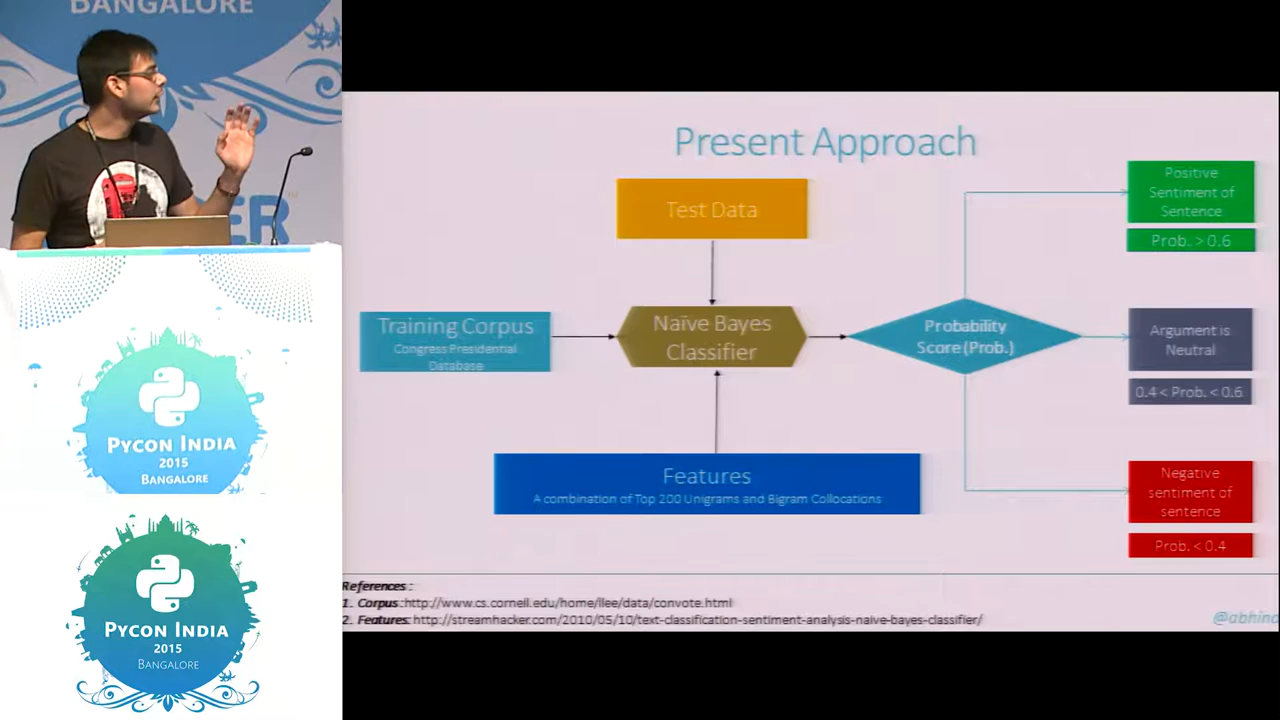 BANGALORE
ER
PYCON INDIA
2015
BANGALORE
PYCON INDIA
2015
BANGALORE
Present Approach
Test Data
Training Corpus
Congress Presidential
Database
Naïve Bayes
Classifier
Probability
Score (Prob.)
Features
A combination of Top 200 Unigrams and Bigram Collocations
Positive
Sentiment of
Sentence
Prob. > 0.6
Argument is
Neutral
0.4 < Prob. < 0.6
Negative
sentiment of
sentence
Prob. < 0.4
References :
1. Corpus :http://www.cs.cornell.edu/home/llee/data/convote.html
2. Features: http://streamhacker.com/2010/05/10/text-classification-sentiment-analysis-naive-bayes-classifier/
@abhina